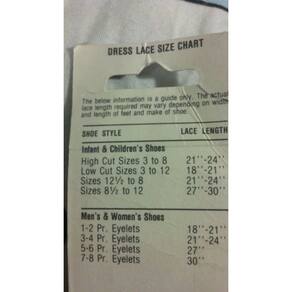 DRESS LACE SIZE CHART
The below information is a guide only. The actual
lace length required may vary depending on width
and length of feet and make of shoe.
SHOE STYLE LACE LENGTH
Infant & Children's Shoes
High Cut Sizes 3 to 8 21"-24"
Low Cut Sizes 3 to 12 18"-21"
Sizes 12½ to 8 21"-24"
Sizes 8½ to 12 27"-30"
Men's & Women's Shoes
1-2 Pr. Eyelets 18"-21"
3-4 Pr. Eyelets 21"-24"
5-6 Pr. Eyelets 27"
7-8 Pr. Eyelets 30"